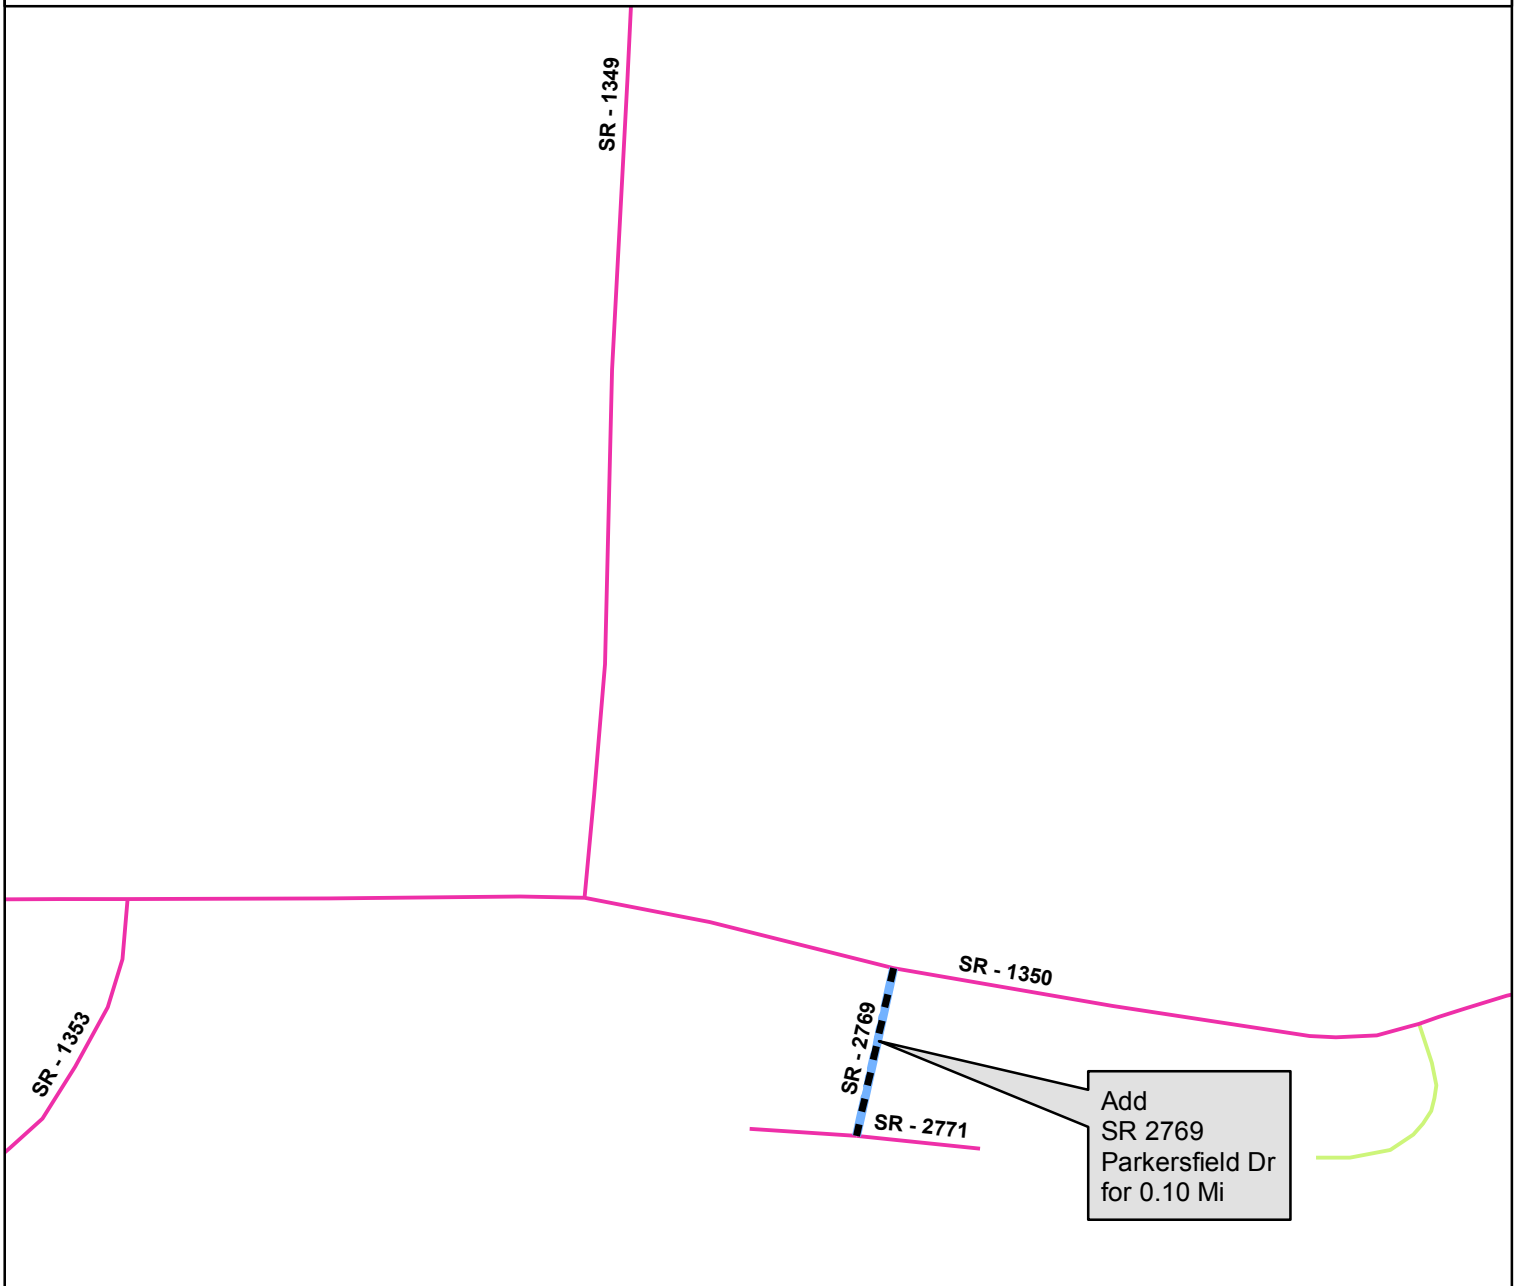 SR - 1349
SR - 1350
SR - 1353
SR - 2769
SR - 2771
Add
SR 2769
Parkersfield Dr
for 0.10 Mi